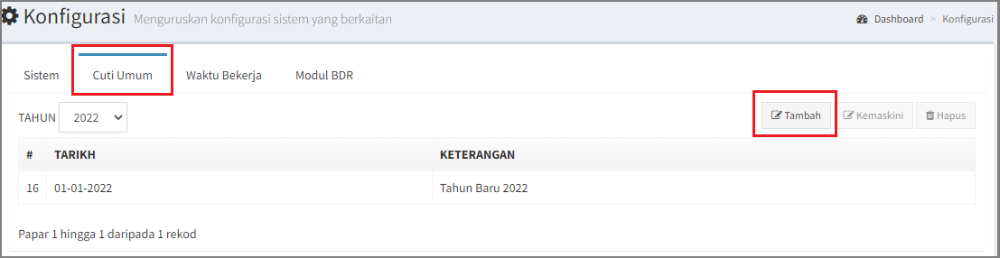 Konfigurasi Menguruskan konfigurasi sistem yang berkaitan Dashboard > Konfigurasi
Sistem Cuti Umum Waktu Bekerja Modul BDR
TAHUN 2022 Tambah Kemaskini Hapus
# TARIKH KETERANGAN
16 01-01-2022 Tahun Baru 2022
Papar 1 hingga 1 daripada 1 rekod